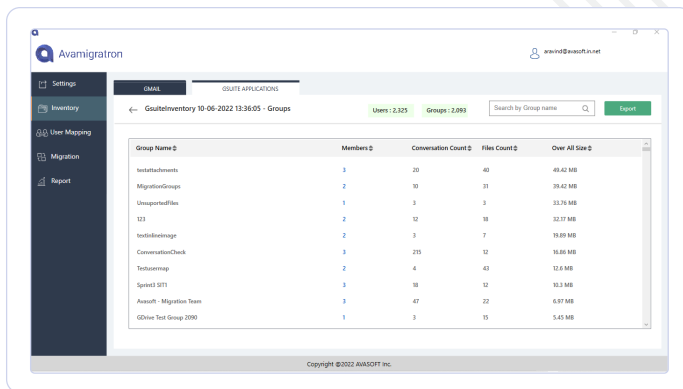 Avamigratron
aravind@avasoft.in.net
Settings
Inventory
User Mapping
Migration
Report
GMAIL
GSUITE APPLICATIONS
GsuiteInventory 10-06-2022 13:36:05 - Groups
Users : 2,325
Groups : 2,093
Search by Group name
Export
Group Name Members Conversation Count Files Count Over All Size
testattachments 3 20 40 49.42 MB
MigrationGroups 2 10 31 39.42 MB
UnsuportedFiles 1 3 3 33.76 MB
123 2 12 18 32.17 MB
textinlineimage 2 3 7 19.89 MB
ConversationCheck 3 215 12 16.86 MB
Testusermap 2 4 43 12.6 MB
Sprint3 SIT1 3 18 12 10.3 MB
Avasoft - Migration Team 3 47 22 6.97 MB
GDrive Test Group 2090 1 3 15 5.45 MB
Copyright @2022 AVASOFT Inc.